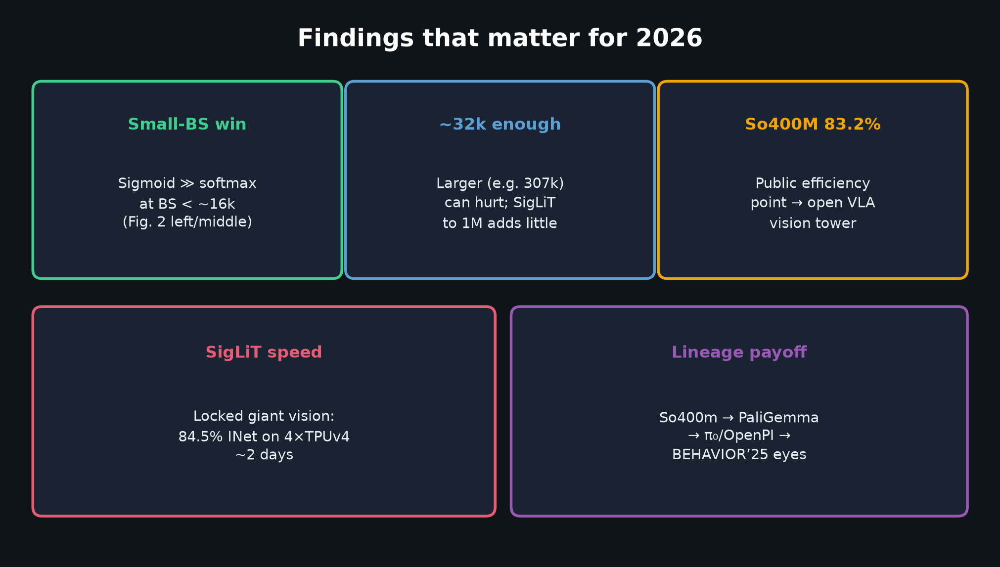 Findings that matter for 2026
Small-BS win
Sigmoid ≫ softmax
at BS < ~16k
(Fig. 2 left/middle)
~32k enough
Larger (e.g. 307k)
can hurt; SigLiT
to 1M adds little
So400M 83.2%
Public efficiency
point → open VLA
vision tower
SigLiT speed
Locked giant vision:
84.5% INet on 4×TPUv4
~2 days
Lineage payoff
So400m → PaliGemma
→ π₀/OpenPI →
BEHAVIOR’25 eyes